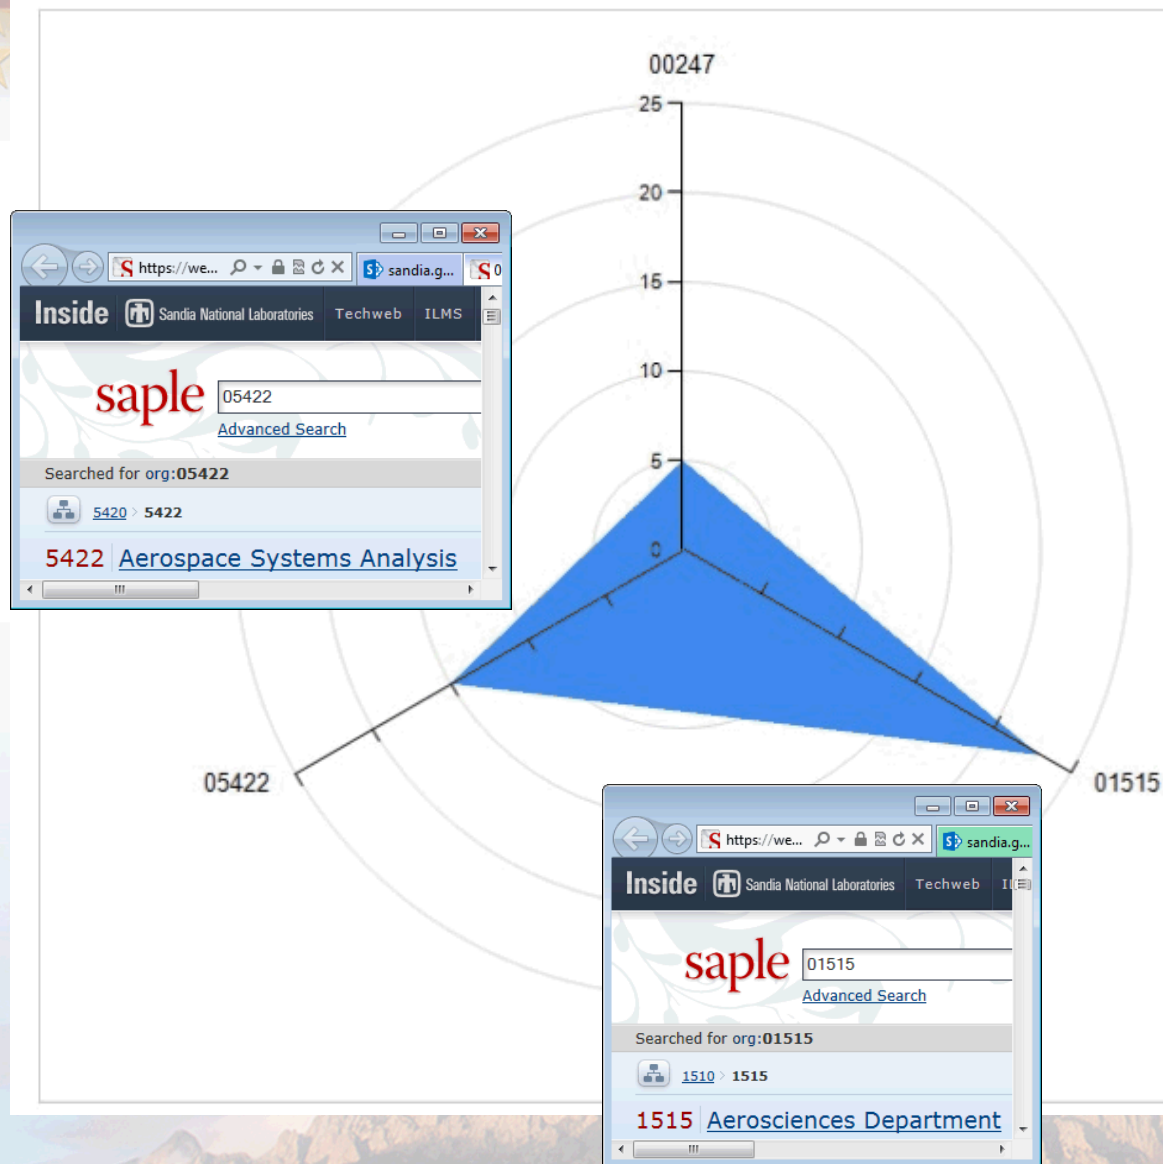 00247
25
20
15
10
5
0
05422
01515
https://we...
sandia.g...
0
Inside Sandia National Laboratories Techweb ILMS
saple 05422
Advanced Search
Searched for org:05422
5420 > 5422
5422 Aerospace Systems Analysis
https://we...
sandia.g...
Inside Sandia National Laboratories Techweb
saple 01515
Advanced Search
Searched for org:01515
1510 > 1515
1515 Aerosciences Department